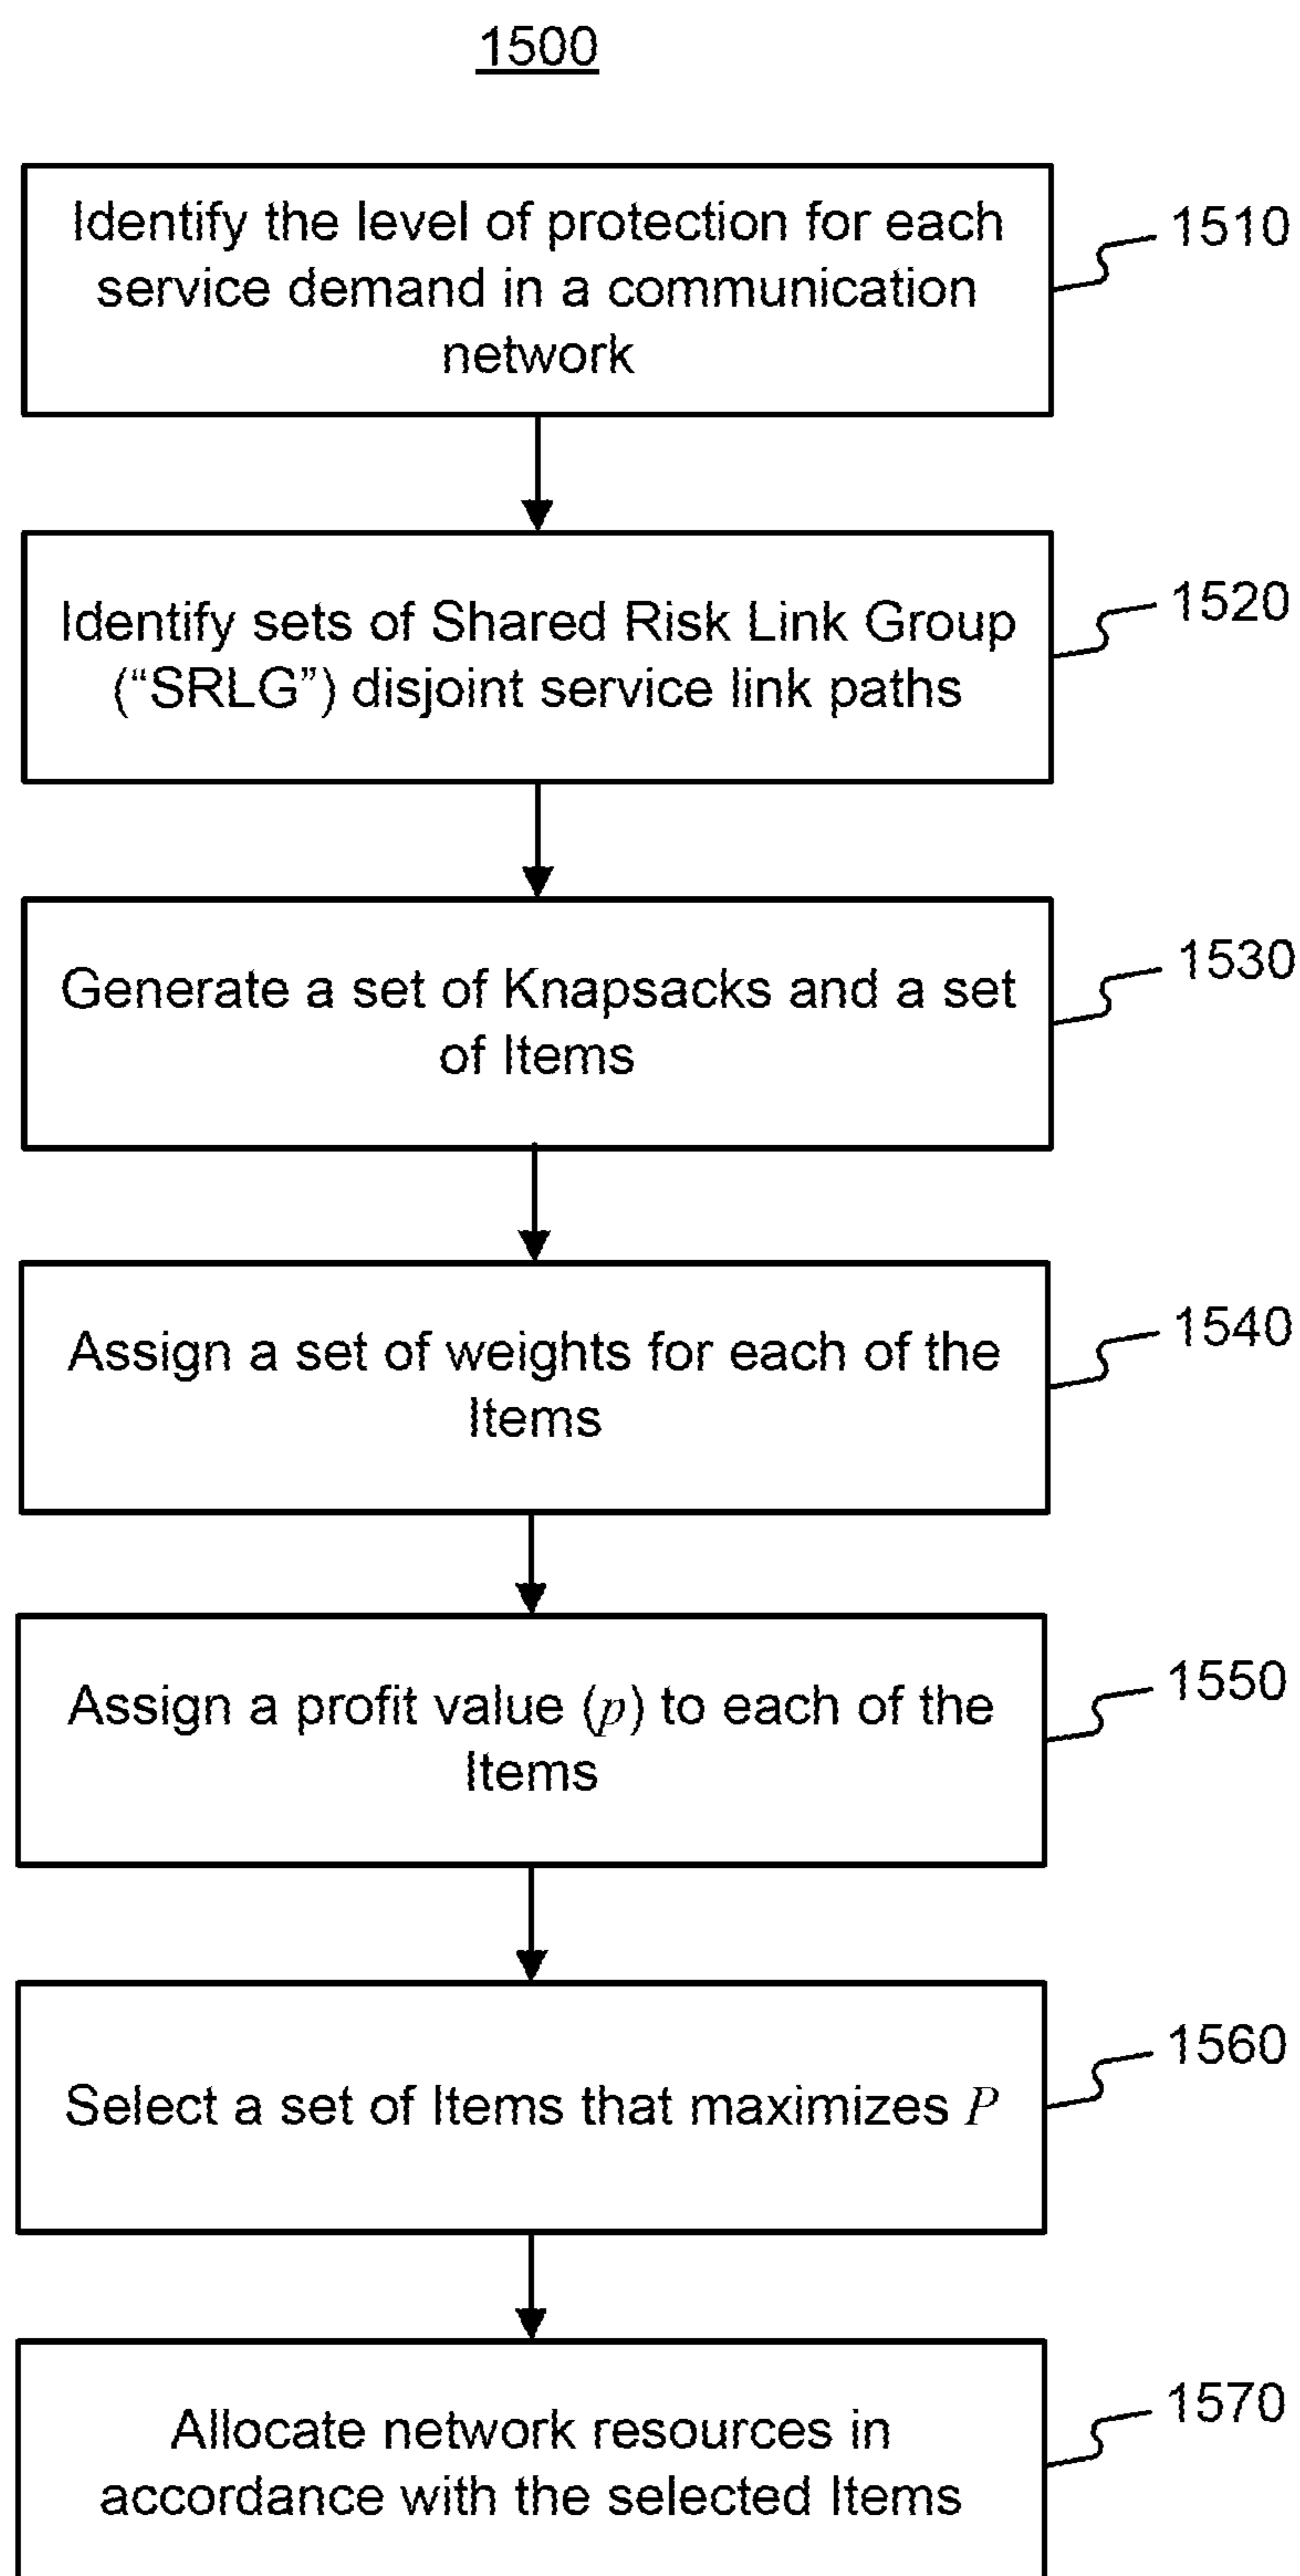 1500
Identify the level of protection for each
service demand in a communication
network
1510
Identify sets of Shared Risk Link Group
(“SRLG”) disjoint service link paths
1520
Generate a set of Knapsacks and a set
of Items
1530
Assign a set of weights for each of the
Items
1540
Assign a profit value (p) to each of the
Items
1550
Select a set of Items that maximizes P
1560
Allocate network resources in
accordance with the selected Items
1570